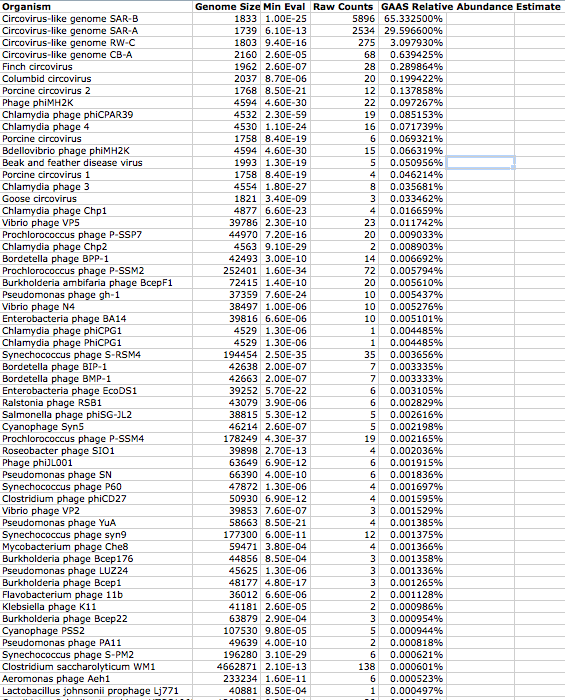 Organism Genome Size Min Eval Raw Counts GAAS Relative Abundance Estimate
Circovirus-like genome SAR-B 1833 1.00E-25 5896 65.332500%
Circovirus-like genome SAR-A 1739 6.10E-13 2534 29.596600%
Circovirus-like genome RW-C 1803 9.40E-16 275 3.097930%
Circovirus-like genome CB-A 2160 2.60E-05 68 0.639425%
Finch circovirus 1962 2.60E-07 28 0.289864%
Columbid circovirus 2037 8.70E-06 20 0.199422%
Porcine circovirus 2 1768 8.50E-21 12 0.137858%
Phage phiMH2K 4594 4.60E-30 22 0.097267%
Chlamydia phage phiCPAR39 4532 2.30E-59 19 0.085153%
Chlamydia phage 4 4530 1.10E-24 16 0.071739%
Porcine circovirus 1758 8.40E-19 6 0.069321%
Bdellovibrio phage phiMH2K 4594 4.60E-30 15 0.066319%
Beak and feather disease virus 1993 1.30E-19 5 0.050956%
Porcine circovirus 1 1758 8.40E-19 4 0.046214%
Chlamydia phage 3 4554 1.80E-27 8 0.035681%
Goose circovirus 1821 3.40E-09 3 0.033462%
Chlamydia phage Chp1 4877 6.60E-23 4 0.016659%
Vibrio phage VP5 39786 2.30E-10 23 0.011742%
Prochlorococcus phage P-SSP7 44970 7.20E-16 20 0.009033%
Chlamydia phage Chp2 4563 9.10E-29 2 0.008903%
Bordetella phage BPP-1 42493 3.00E-10 14 0.006692%
Prochlorococcus phage P-SSM2 252401 1.60E-34 72 0.005794%
Burkholderia ambifaria phage BcepF1 72415 1.40E-10 20 0.005610%
Pseudomonas phage gh-1 37359 7.60E-24 10 0.005437%
Vibrio phage N4 38497 1.00E-06 10 0.005276%
Enterobacteria phage BA14 39816 6.60E-06 10 0.005101%
Chlamydia phage phiCPG1 4529 1.30E-06 1 0.004485%
Chlamydia phage PhiCPG1 4529 1.30E-06 1 0.004485%
Synechococcus phage S-RSM4 194454 2.50E-35 35 0.003656%
Bordetella phage BIP-1 42638 2.00E-07 7 0.003335%
Bordetella phage BMP-1 42663 2.00E-07 7 0.003333%
Enterobacteria phage EcoDS1 39252 5.70E-22 6 0.003105%
Ralstonia phage RSB1 43079 3.90E-06 6 0.002829%
Salmonella phage phiSG-JL2 38815 5.30E-12 5 0.002616%
Cyanophage Syn5 46214 2.60E-07 5 0.002198%
Prochlorococcus phage P-SSM4 178249 4.30E-37 19 0.002165%
Roseobacter phage SIO1 39898 2.70E-13 4 0.002036%
Phage phiJL001 63649 6.90E-12 6 0.001915%
Pseudomonas phage SN 66390 4.00E-10 6 0.001836%
Synechococcus phage P60 47872 1.30E-06 4 0.001697%
Clostridium phage phiCD27 50930 6.90E-12 4 0.001595%
Vibrio phage VP2 39853 7.60E-07 3 0.001529%
Pseudomonas phage YuA 58663 8.50E-21 4 0.001385%
Synechococcus phage syn9 177300 6.00E-11 12 0.001375%
Mycobacterium phage Che8 59471 3.80E-04 4 0.001366%
Burkholderia phage Bcep176 44856 8.50E-04 3 0.001358%
Pseudomonas phage LUZ24 45625 1.30E-06 3 0.001336%
Burkholderia phage Bcep1 48177 4.80E-17 3 0.001265%
Flavobacterium phage 11b 36012 6.60E-06 2 0.001128%
Klebsiella phage K11 41181 2.60E-05 2 0.000986%
Burkholderia phage Bcep22 63879 2.90E-04 3 0.000954%
Cyanophage PSS2 107530 9.80E-05 5 0.000944%
Pseudomonas phage PA11 49639 4.00E-10 2 0.000818%
Synechococcus phage S-PM2 196280 3.10E-29 6 0.000621%
Clostridium saccharolyticum WM1 4662871 2.10E-13 138 0.000601%
Aeromonas phage Aeh1 233234 1.60E-11 6 0.000523%
Lactobacillus johnsonii prophage Lj771 40881 8.50E-04 1 0.000497%